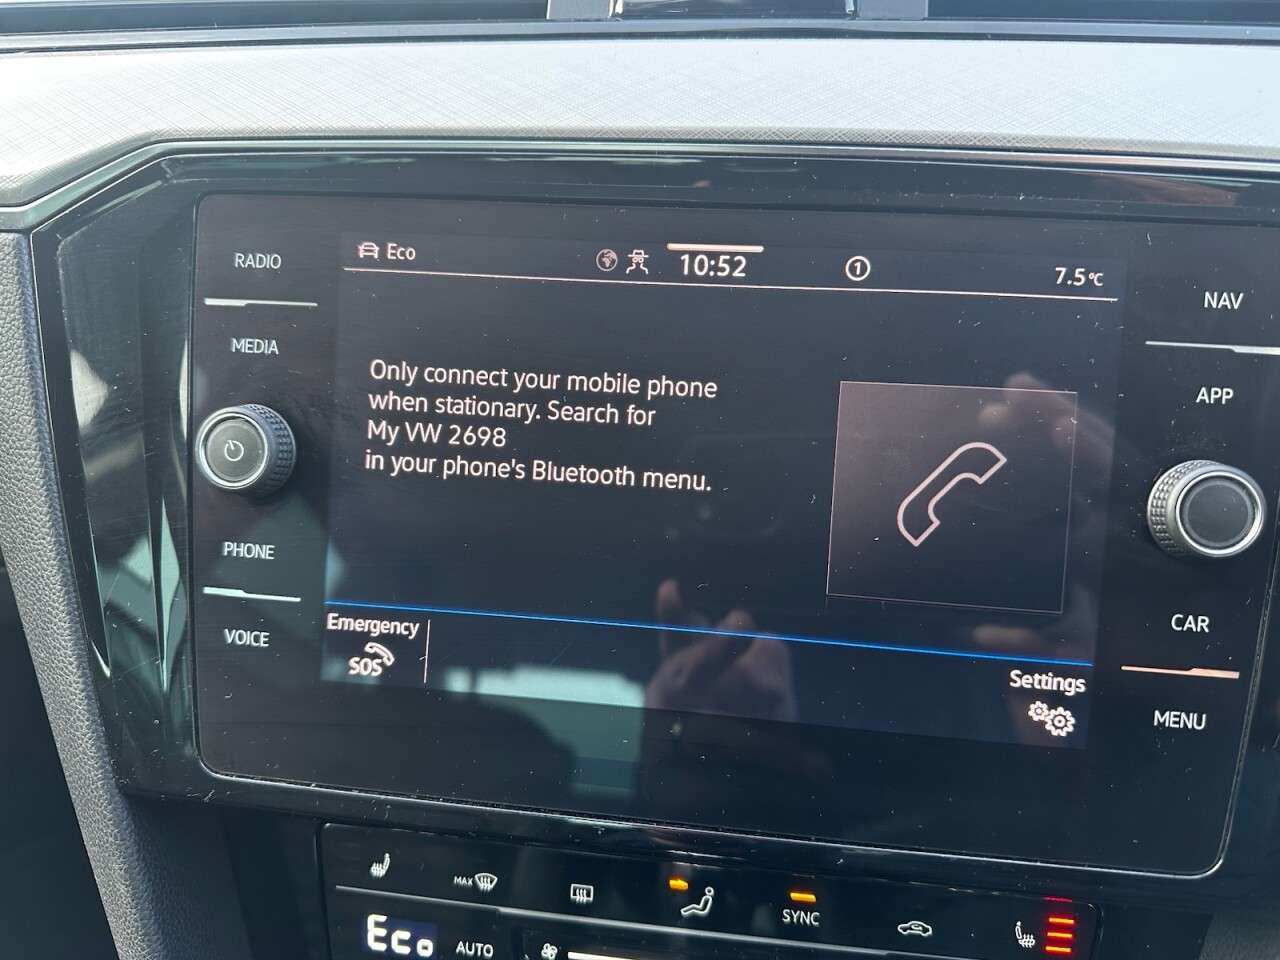 RADIO
MEDIA
PHONE
VOICE
Eco
10:52
1
7.5°C
Only connect your mobile phone
when stationary. Search for
My VW 2698
in your phone's Bluetooth menu.
Emergency
SOS
Settings
NAV
APP
CAR
MENU
MAX
SYNC
Eco
AUTO